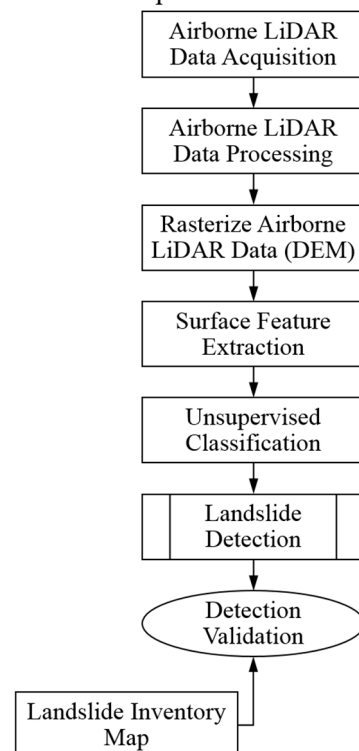 Airborne LiDAR
Data Acquisition
Airborne LiDAR
Data Processing
Rasterize Airborne
LiDAR Data (DEM)
Surface Feature
Extraction
Unsupervised
Classification
Landslide
Detection
Detection
Validation
Landslide Inventory
Map